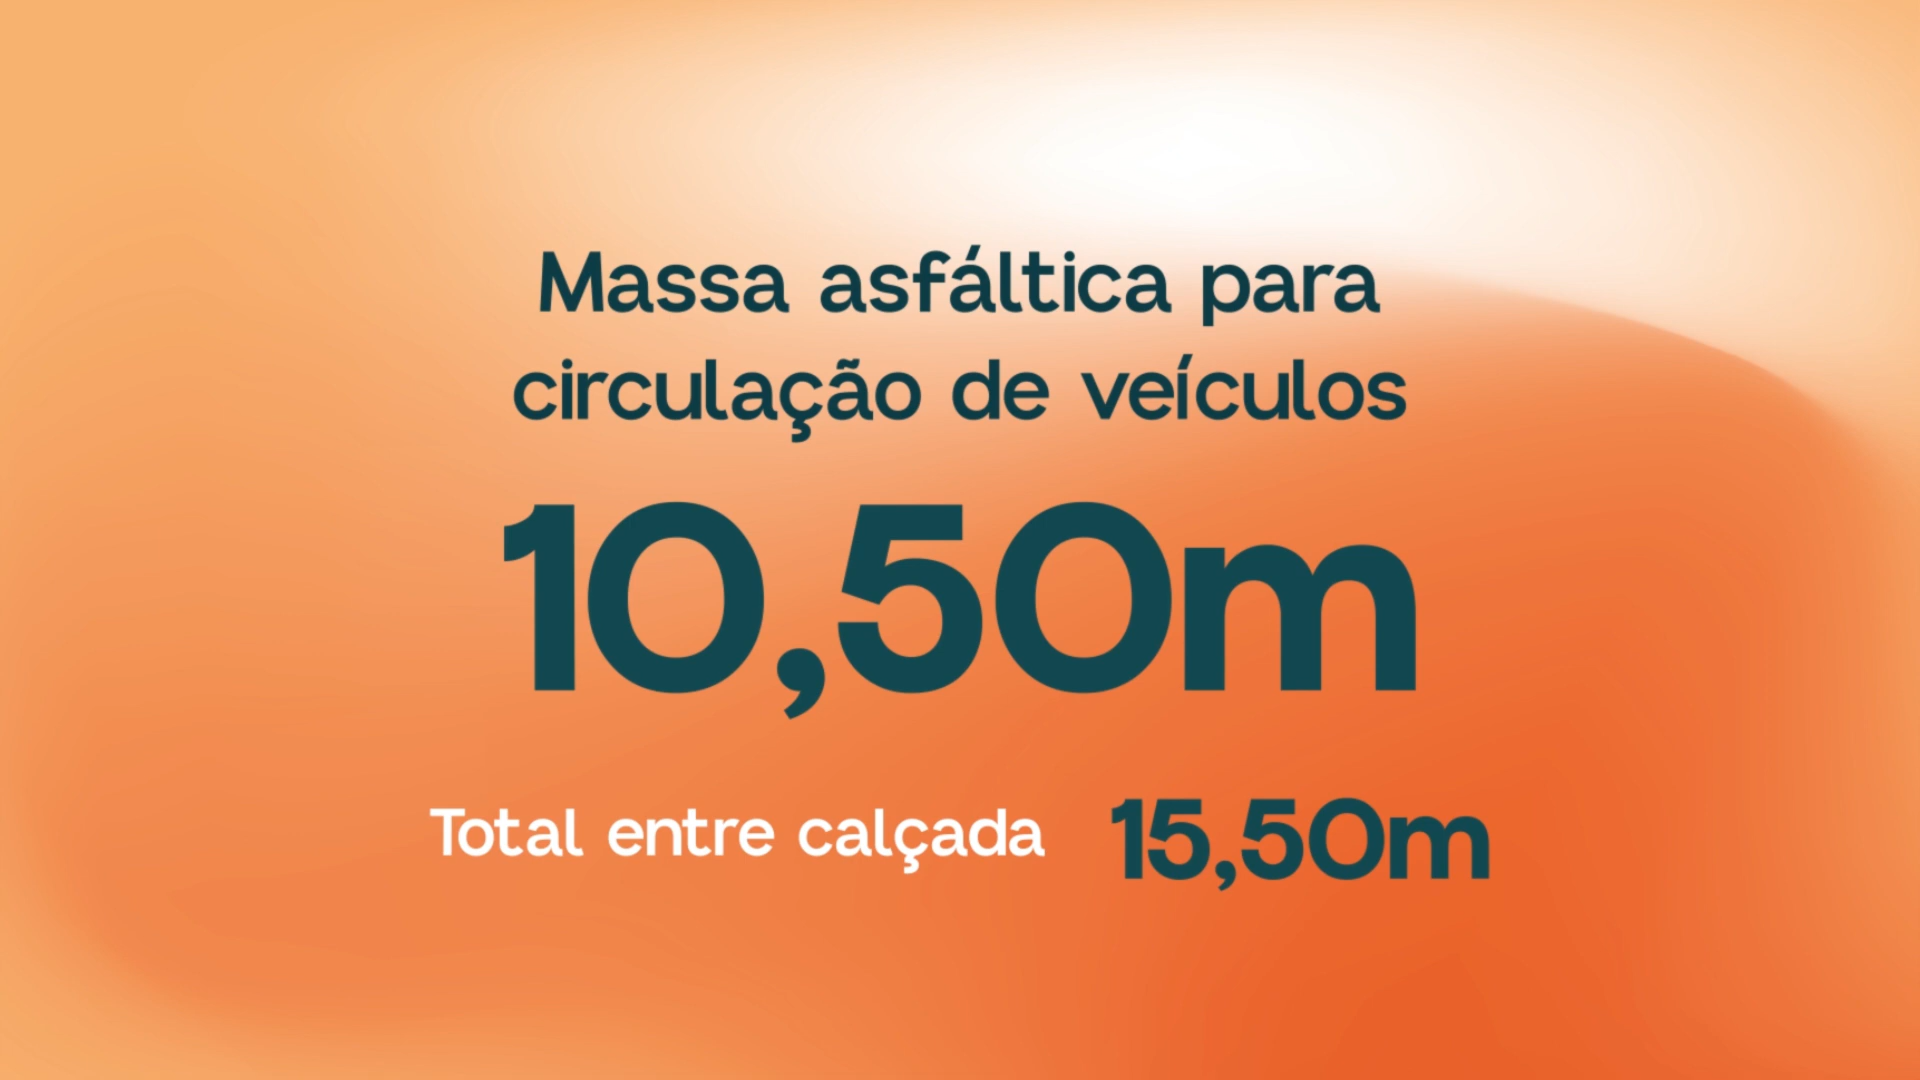 Massa asfáltica para
circulação de veículos
10,50m
Total entre calçada 15,50m